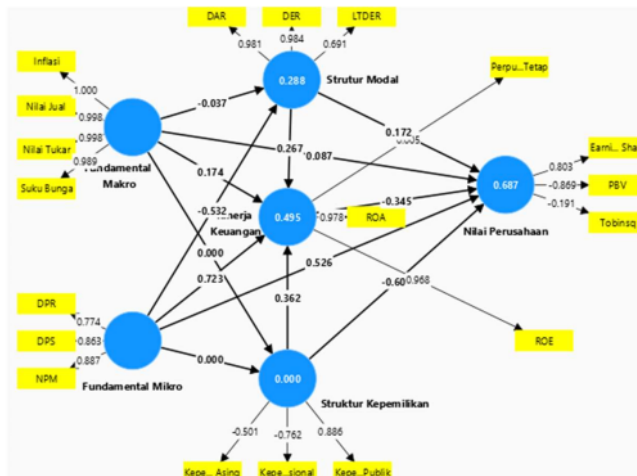 DAR
DER
LTDER
0.981
0.984
0.691
Inflasi
1.000
Nilai Jual
0.998
Nilai Tukar
0.998
Suku Bunga
0.989
Fundamental
Makro
0.288
Strutur Modal
Perpu...Tetap
-0.037
0.172
0.267
0.087
0.174
Earni... Sha
0.803
0.687
-0.869
PBV
-0.191
Tobinsq
Nilai Perusahaan
-0.532
0.495
Kinerja
Keuangan
-0.345
0.978
ROA
0.000
0.526
0.723
0.362
0.968
ROE
DPR
0.774
DPS
0.863
NPM
0.887
Fundamental Mikro
0.000
0.000
Struktur Kepemilikan
-0.501
-0.762
0.886
Kepe... Asing
Kepe...sional
Kepe...Publik